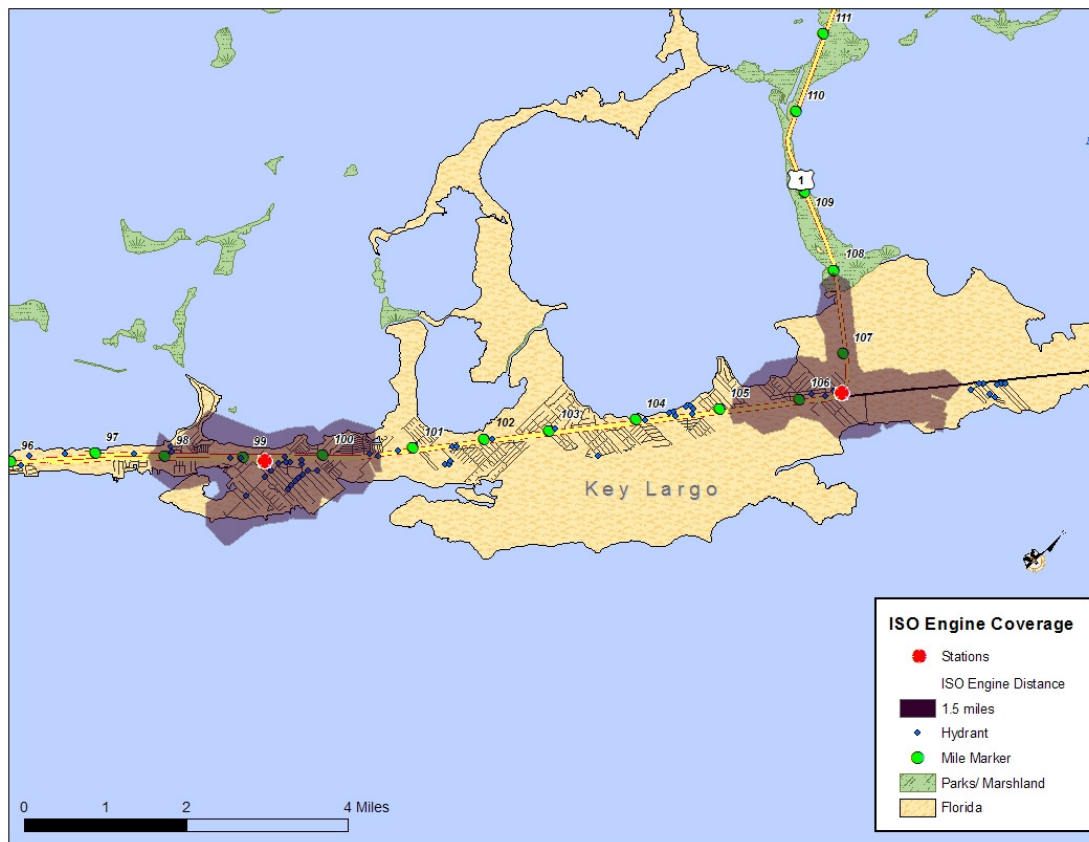 111
110
1
109
108
107
106
105
104
103
102
101
100
99
98
97
96
Key Largo
ISO Engine Coverage
Stations
ISO Engine Distance
1.5 miles
Hydrant
Mile Marker
Parks/ Marshland
Florida
0 1 2 4 Miles